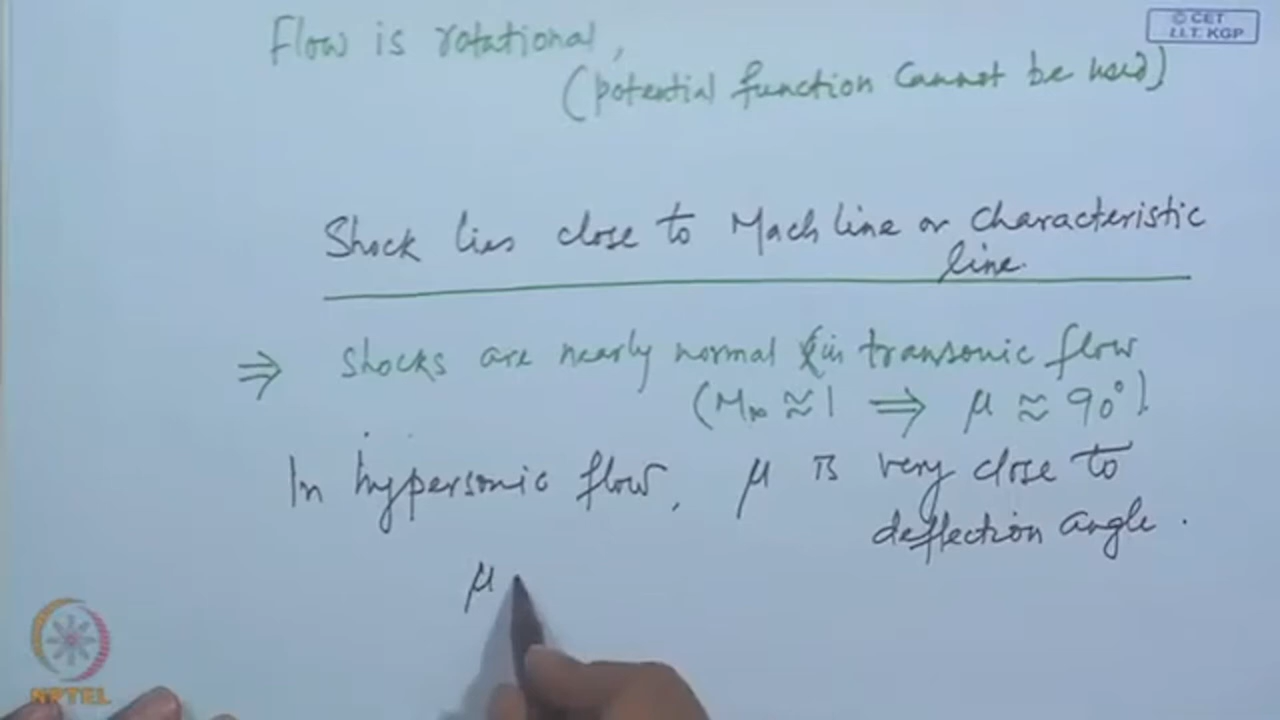 © CET
I.I.T. KGP
Flow is rotational,
(potential function cannot be used)
Shock lies close to Mach line or characteristic
line.
⇒ Shocks are nearly normal (in transonic flow
(M∞ ≈ 1 ⇒ μ ≈ 90°).
In hypersonic flow, μ is very close to
deflection angle.
μ
NPTEL